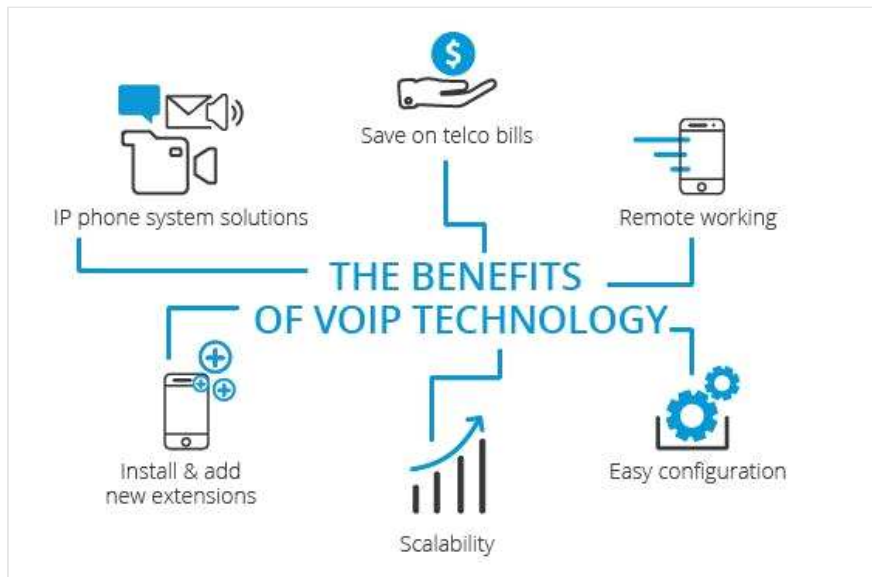 $
Save on telco bills
IP phone system solutions
Remote working
THE BENEFITS
OF VOIP TECHNOLOGY
Install & add
new extensions
Easy configuration
Scalability